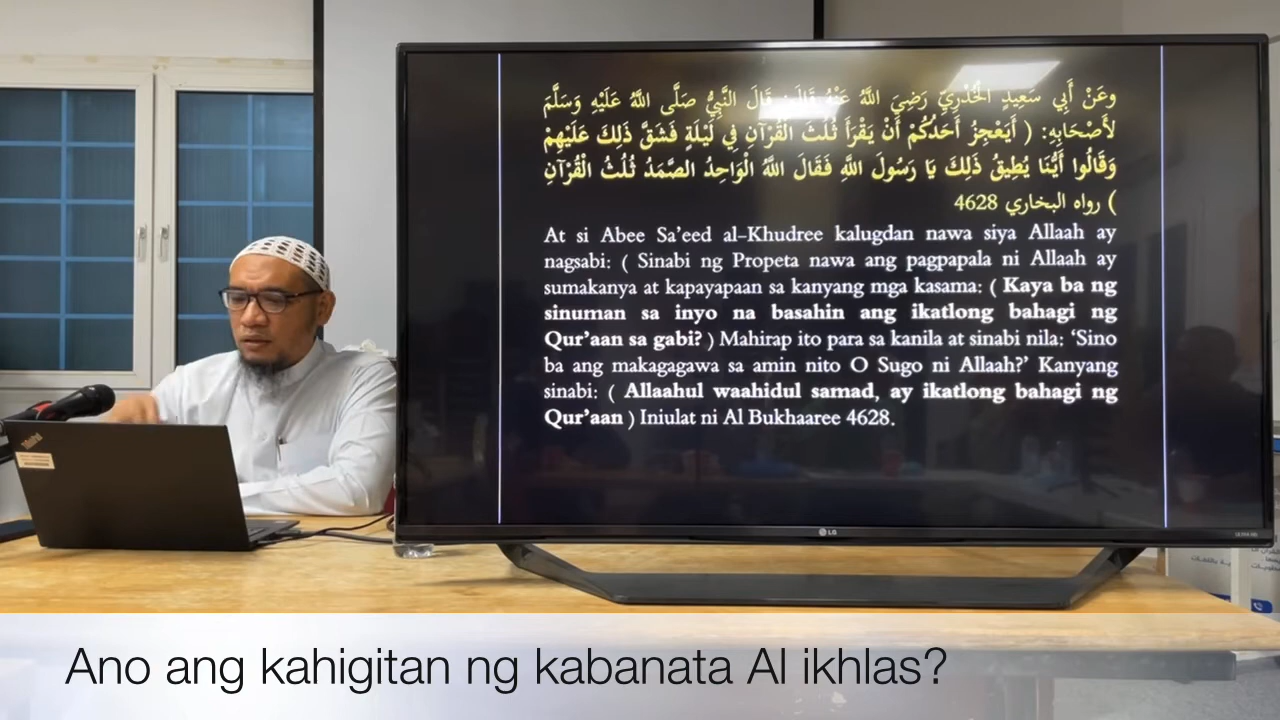 وعَنْ أَبِي سَعِيدٍ الْخُدْرِيِّ رَضِيَ اللَّهُ عَنْهُ قَالَ: قَالَ النَّبِيُّ صَلَّى اللَّهُ عَلَيْهِ وَسَلَّمَ
لأَصْحَابِهِ: ( أَيَعْجِزُ أَحَدُكُمْ أَنْ يَقْرَأَ ثُلُثَ الْقُرْآنِ فِي لَيْلَةٍ فَشَقَّ ذَلِكَ عَلَيْهِمْ
وَقَالُوا أَيُّنَا يُطِيقُ ذَلِكَ يا رَسُولَ اللَّهِ فَقَالَ اللَّهُ الْوَاحِدُ الصَّمَدُ ثُلُثُ الْقُرْآنِ
) رواه البخاري 4628
At si Abee Sa’eed al-Khudree kalugdan nawa siya Allaah ay
nagsabi: ( Sinabi ng Propeta nawa ang pagpapala ni Allaah ay
sumakanya at kapayapaan sa kanyang mga kasama: ( Kaya ba ng
sinuman sa inyo na basahin ang ikatlong bahagi ng
Qur’aan sa gabi? ) Mahirap ito para sa kanila at sinabi nila: ‘Sino
ba ang makagagawa sa amin nito O Sugo ni Allaah?’ Kanyang
sinabi: ( Allaahul waahidul samad, ay ikatlong bahagi ng
Qur’aan ) Iniulat ni Al Bukhaaree 4628.
LG
Ano ang kahigitan ng kabanata Al ikhlas?